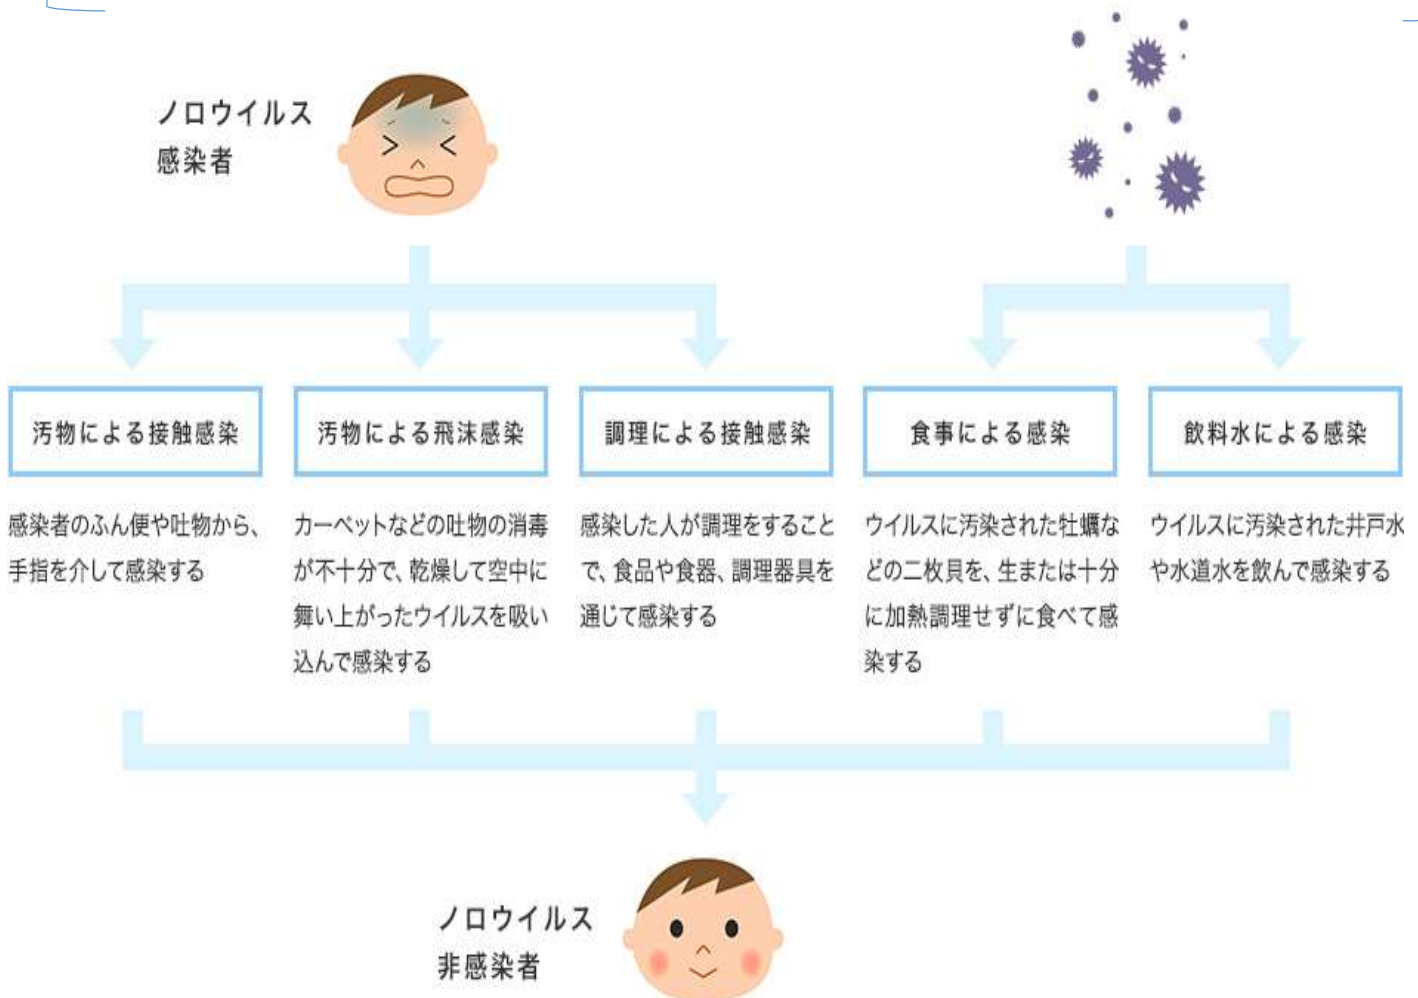 ノロウイルス
感染者
汚物による接触感染
感染者のふん便や吐物から、
手指を介して感染する
汚物による飛沫感染
カーペットなどの吐物の消毒
が不十分で、乾燥して空中に
舞い上がったウイルスを吸い
込んで感染する
調理による接触感染
感染した人が調理をすること
で、食品や食器、調理器具を
通じて感染する
食事による感染
ウイルスに汚染された牡蠣な
どの二枚貝を、生または十分
に加熱調理せずに食べて感
染する
飲料水による感染
ウイルスに汚染された井戸水
や水道水を飲んで感染する
ノロウイルス
非感染者